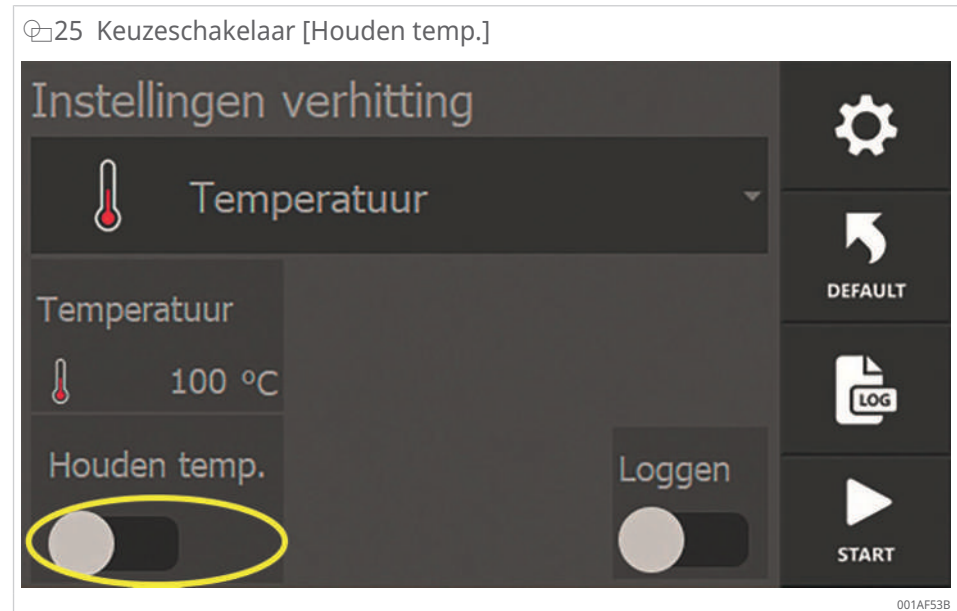 25 Keuzeschakelaar [Houden temp.]
Instellingen verhitting
Temperatuur
DEFAULT
Temperatuur
100 °C
LOG
Houden temp.
Loggen
START
001AF53B